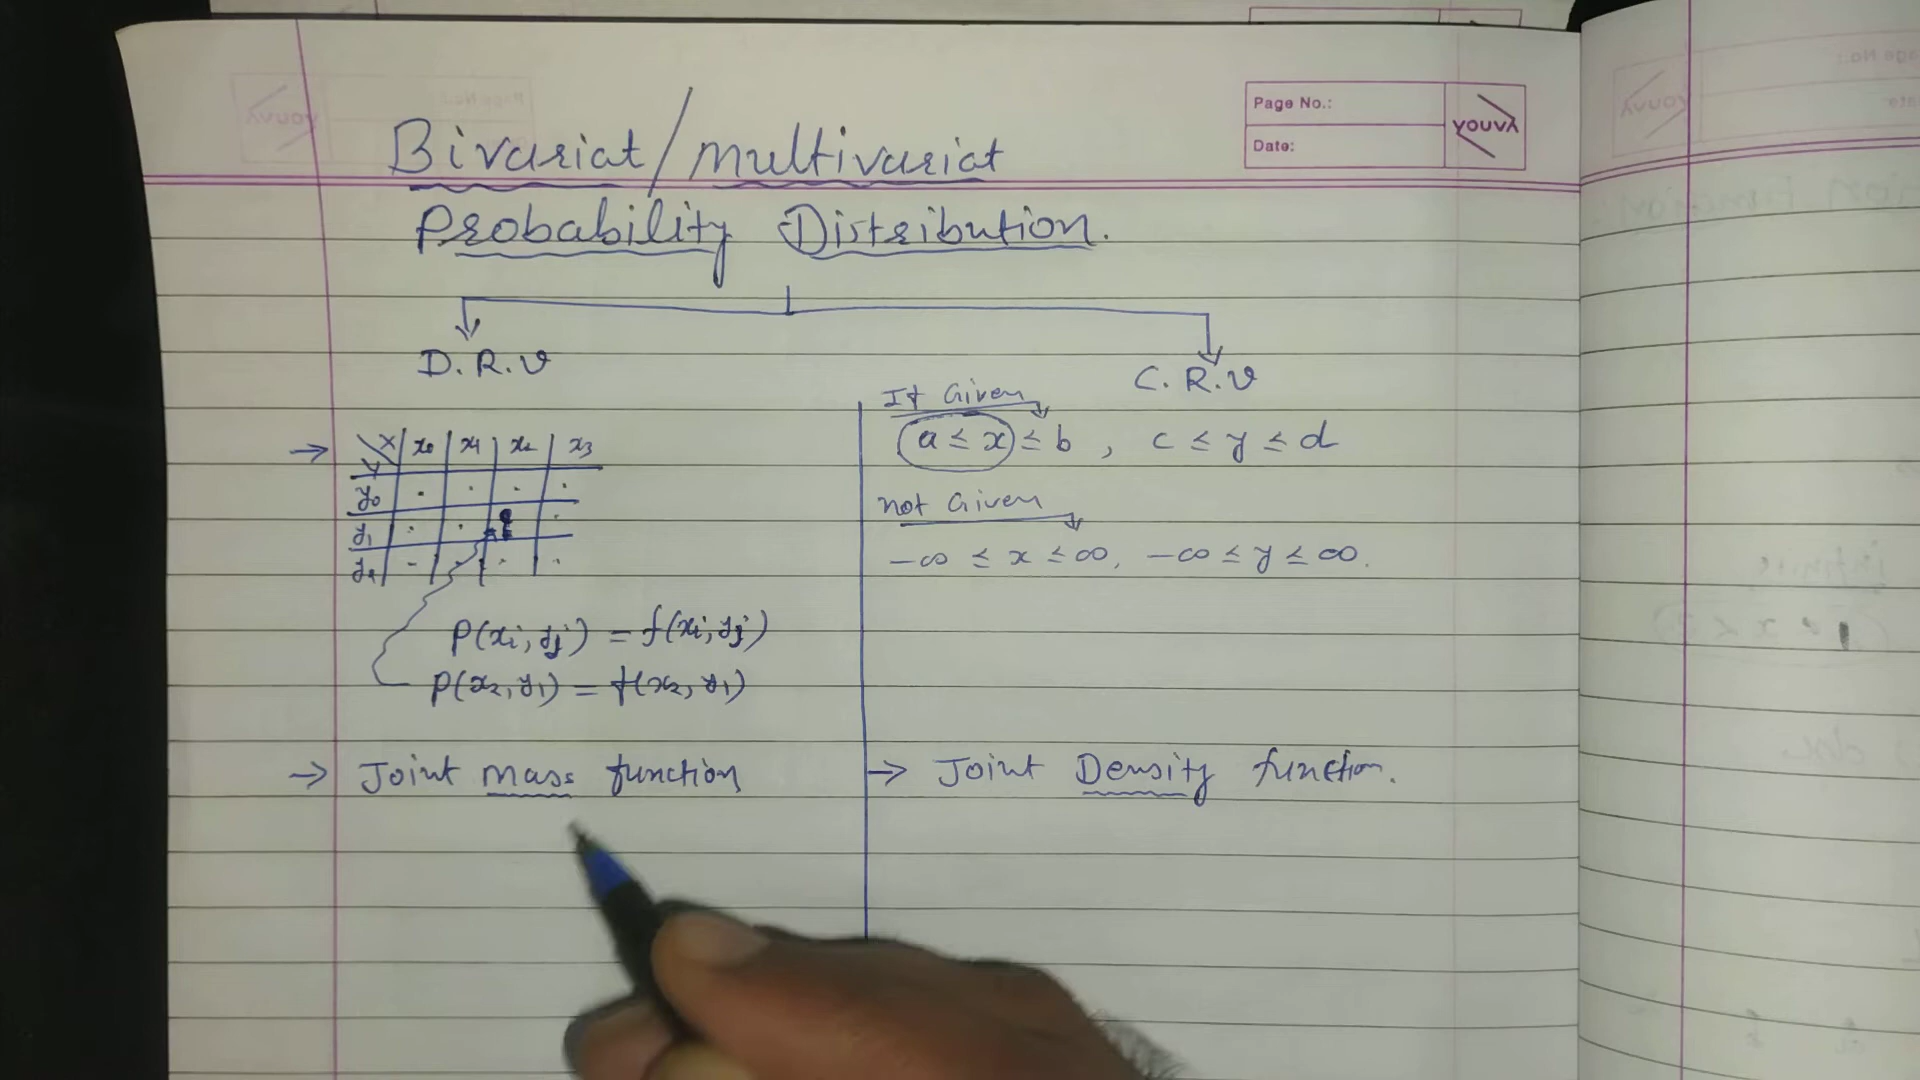 Page No.:
Date:
youva
Bivariat/multivariat
Probability Distribution.
D.R.V
C.R.V
X x0 x1 x2 x3
Y
y0 . . . .
y1 . . .
y2 - . . .
P(xi, yj) = f(xi, yj)
P(x2, y1) = f(x2, y1)
→ Joint mass function
If Given
a ≤ x ≤ b , c ≤ y ≤ d
not Given
-∞ ≤ x ≤ ∞, -∞ ≤ y ≤ ∞.
→ Joint Density function.